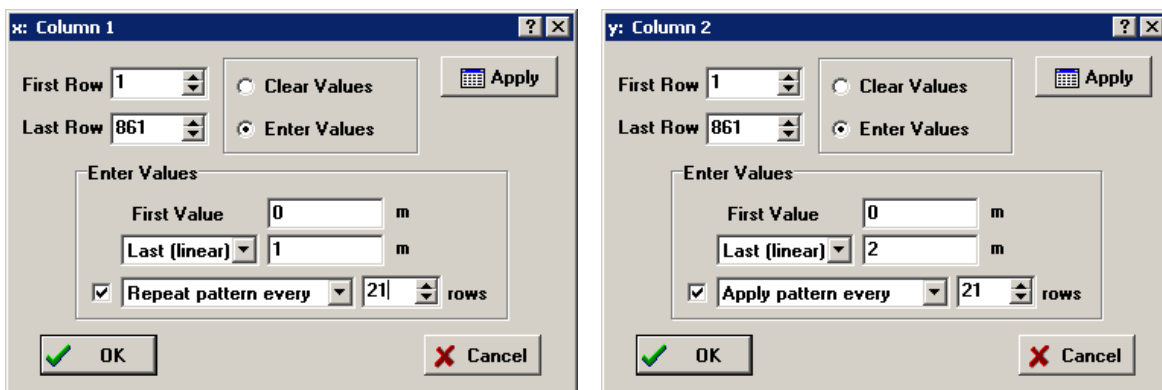 x: Column 1
First Row 1
Last Row 861
Clear Values
Enter Values
Apply
Enter Values
First Value 0 m
Last (linear) 1 m
Repeat pattern every 21 rows
OK
Cancel
y: Column 2
First Row 1
Last Row 861
Clear Values
Enter Values
Apply
Enter Values
First Value 0 m
Last (linear) 2 m
Apply pattern every 21 rows
OK
Cancel